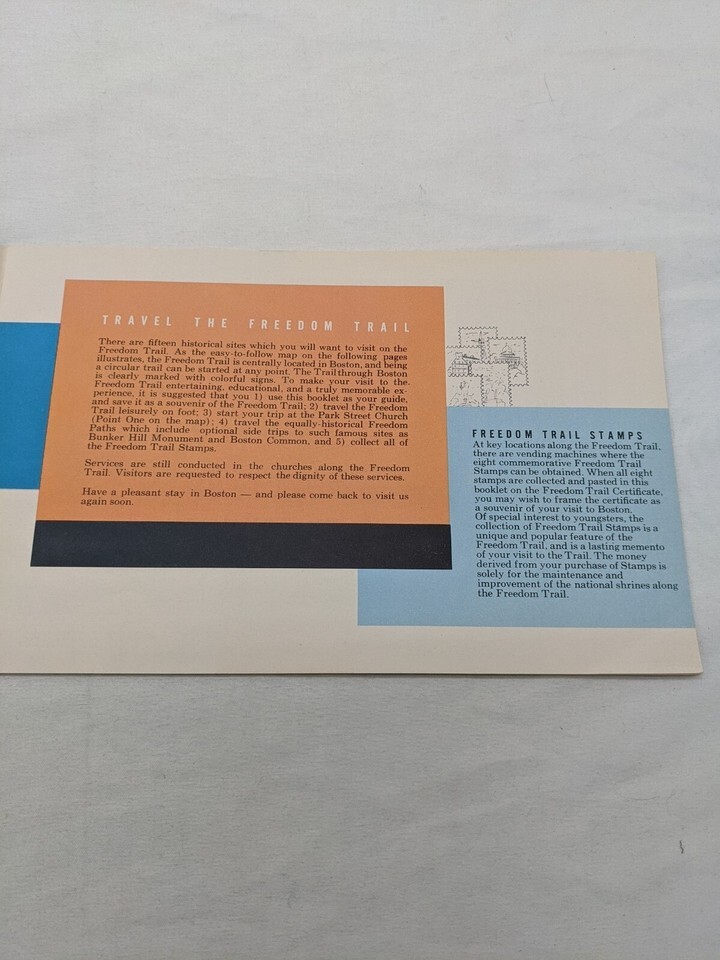 TRAVEL THE FREEDOM TRAIL
There are fifteen historical sites which you will want to visit on the
Freedom Trail. As the easy-to-follow map on the following pages
illustrates, the Freedom Trail is centrally located in Boston, and being
a circular trail can be started at any point. The Trail through Boston
is clearly marked with colorful signs. To make your visit to the
Freedom Trail entertaining, educational, and a truly memorable ex-
perience, it is suggested that you 1) use this booklet as your guide,
and save it as a souvenir of the Freedom Trail; 2) travel the Freedom
Trail leisurely on foot; 3) start your trip at the Park Street Church
(Point One on the map); 4) travel the equally-historical Freedom
Paths which include optional side trips to such famous sites as
Bunker Hill Monument and Boston Common, and 5) collect all of
the Freedom Trail Stamps.
Services are still conducted in the churches along the Freedom
Trail. Visitors are requested to respect the dignity of these services.
Have a pleasant stay in Boston — and please come back to visit us
again soon.
FREEDOM TRAIL STAMPS
At key locations along the Freedom Trail,
there are vending machines where the
eight commemorative Freedom Trail
Stamps can be obtained. When all eight
stamps are collected and pasted in this
booklet on the Freedom Trail Certificate,
you may wish to frame the certificate as
a souvenir of your visit to Boston.
Of special interest to youngsters, the
collection of Freedom Trail Stamps is a
unique and popular feature of the
Freedom Trail, and is a lasting memento
of your visit to the Trail. The money
derived from your purchase of Stamps is
solely for the maintenance and
improvement of the national shrines along
the Freedom Trail.